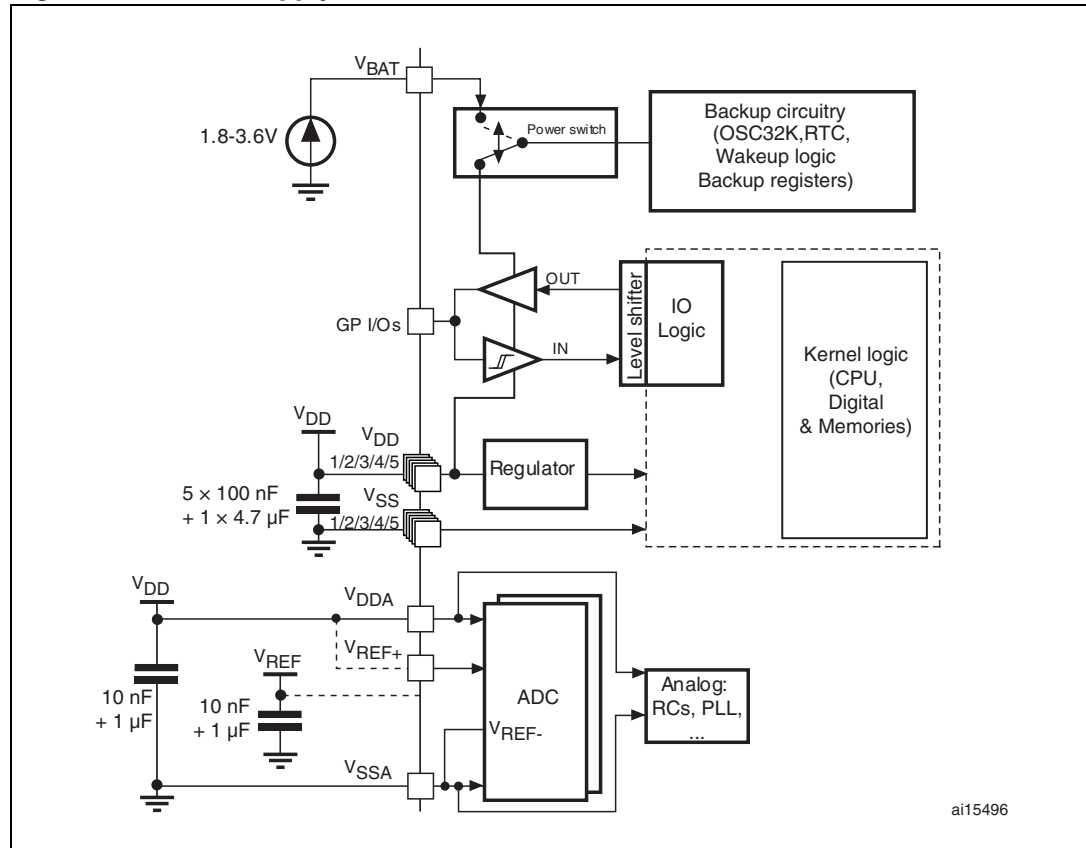 V_BAT
1.8-3.6V
Power switch
Backup circuitry
(OSC32K,RTC,
Wakeup logic
Backup registers)
OUT
GP I/Os
IN
Level shifter
IO
Logic
Kernel logic
(CPU,
Digital
& Memories)
V_DD
V_DD
1/2/3/4/5
Regulator
5 × 100 nF
+ 1 × 4.7 µF
V_SS
1/2/3/4/5
V_DD
V_DDA
V_REF+
V_REF
10 nF
+ 1 µF
10 nF
+ 1 µF
ADC
V_REF-
Analog:
RCs, PLL,
...
V_SSA
ai15496